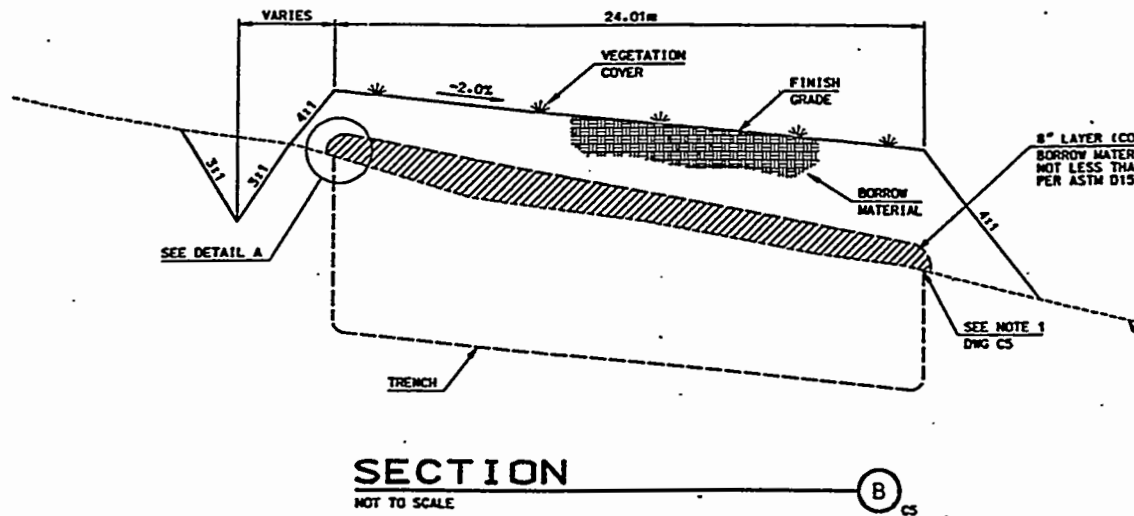 VARIES
24.01m
VEGETATION
COVER
-2.0%
FINISH
GRADE
4:1
3:1
3:1
8" LAYER (CO
BORROW MATER
NOT LESS THA
PER ASTM D15
BORROW
MATERIAL
4:1
SEE DETAIL A
SEE NOTE 1
DWG C5
TRENCH
SECTION
NOT TO SCALE
B
C5